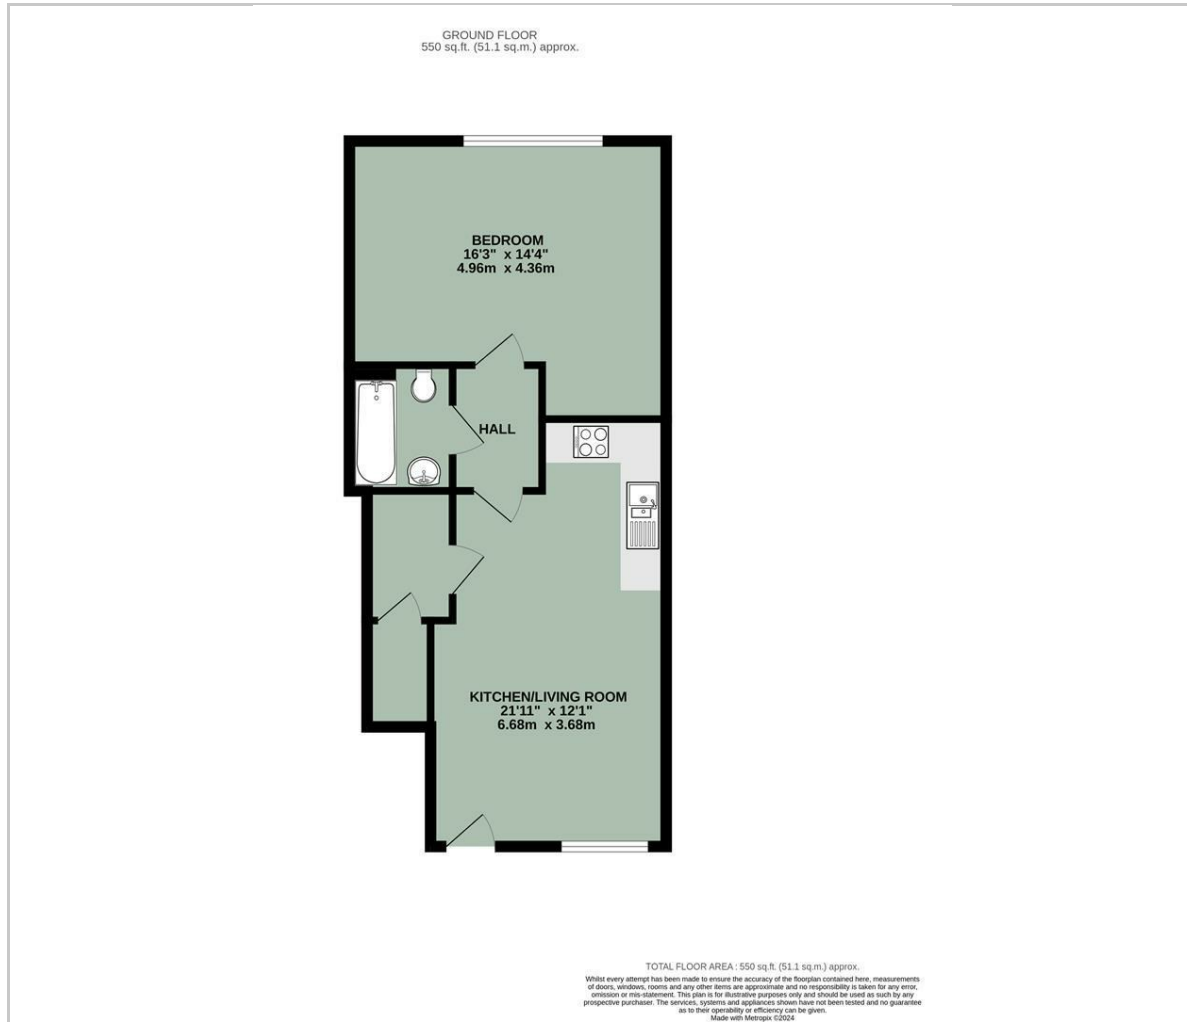 GROUND FLOOR
550 sq.ft. (51.1 sq.m.) approx.
BEDROOM
16'3" x 14'4"
4.96m x 4.36m
HALL
KITCHEN/LIVING ROOM
21'11" x 12'1"
6.68m x 3.68m
TOTAL FLOOR AREA : 550 sq.ft. (51.1 sq.m.) approx.
Whilst every attempt has been made to ensure the accuracy of the floorplan contained here, measurements
of doors, windows, rooms and any other items are approximate and no responsibility is taken for any error,
omission or mis-statement. This plan is for illustrative purposes only and should be used as such by any
prospective purchaser. The services, systems and appliances shown have not been tested and no guarantee
as to their operability or efficiency can be given.
Made with Metropix ©2024